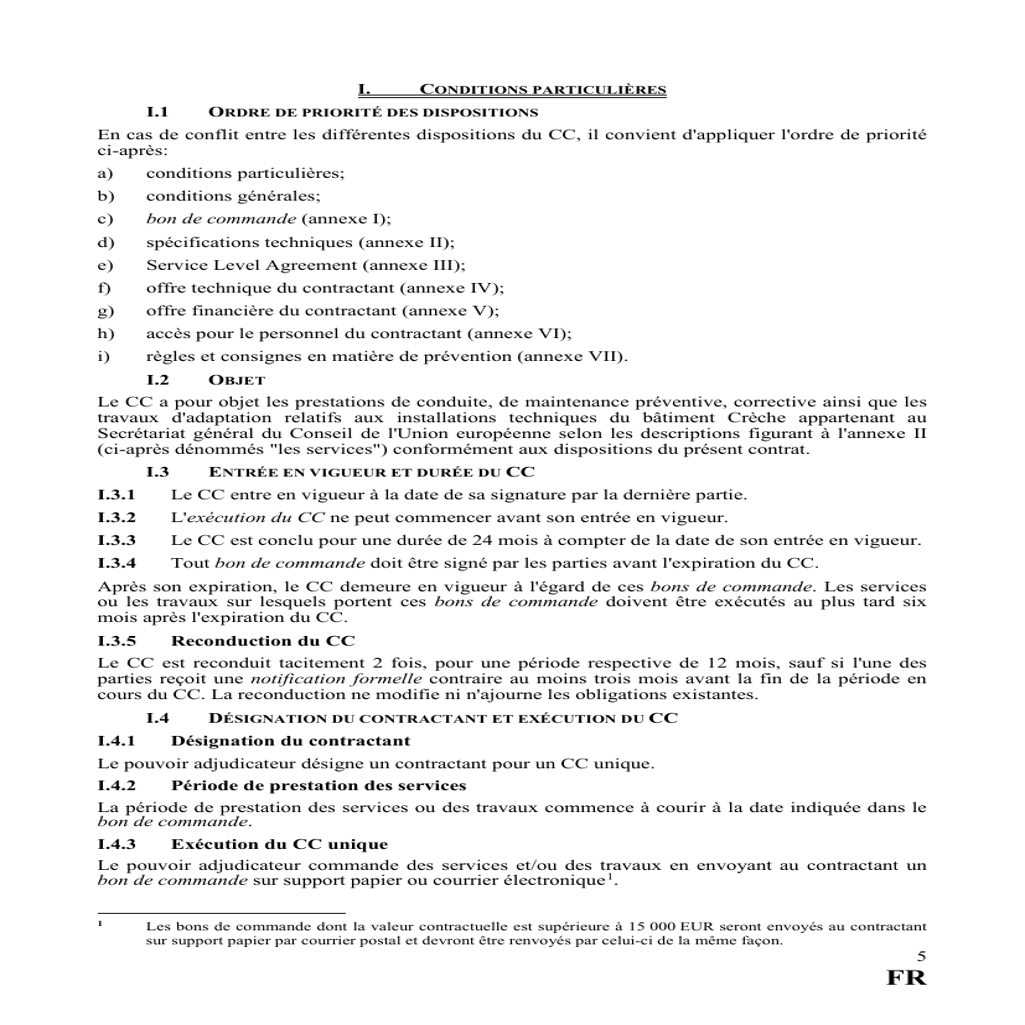 I. CONDITIONS PARTICULIÈRES
I.1 ORDRE DE PRIORITÉ DES DISPOSITIONS
En cas de conflit entre les différentes dispositions du CC, il convient d'appliquer l'ordre de priorité
ci-après:
a) conditions particulières;
b) conditions générales;
c) bon de commande (annexe I);
d) spécifications techniques (annexe II);
e) Service Level Agreement (annexe III);
f) offre technique du contractant (annexe IV);
g) offre financière du contractant (annexe V);
h) accès pour le personnel du contractant (annexe VI);
i) règles et consignes en matière de prévention (annexe VII).
I.2 OBJET
Le CC a pour objet les prestations de conduite, de maintenance préventive, corrective ainsi que les
travaux d'adaptation relatifs aux installations techniques du bâtiment Crèche appartenant au
Secrétariat général du Conseil de l'Union européenne selon les descriptions figurant à l'annexe II
(ci-après dénommés "les services") conformément aux dispositions du présent contrat.
I.3 ENTRÉE EN VIGUEUR ET DURÉE DU CC
I.3.1 Le CC entre en vigueur à la date de sa signature par la dernière partie.
I.3.2 L'exécution du CC ne peut commencer avant son entrée en vigueur.
I.3.3 Le CC est conclu pour une durée de 24 mois à compter de la date de son entrée en vigueur.
I.3.4 Tout bon de commande doit être signé par les parties avant l'expiration du CC.
Après son expiration, le CC demeure en vigueur à l'égard de ces bons de commande. Les services
ou les travaux sur lesquels portent ces bons de commande doivent être exécutés au plus tard six
mois après l'expiration du CC.
I.3.5 Reconduction du CC
Le CC est reconduit tacitement 2 fois, pour une période respective de 12 mois, sauf si l'une des
parties reçoit une notification formelle contraire au moins trois mois avant la fin de la période en
cours du CC. La reconduction ne modifie ni n'ajourne les obligations existantes.
I.4 DÉSIGNATION DU CONTRACTANT ET EXÉCUTION DU CC
I.4.1 Désignation du contractant
Le pouvoir adjudicateur désigne un contractant pour un CC unique.
I.4.2 Période de prestation des services
La période de prestation des services ou des travaux commence à courir à la date indiquée dans le
bon de commande.
I.4.3 Exécution du CC unique
Le pouvoir adjudicateur commande des services et/ou des travaux en envoyant au contractant un
bon de commande sur support papier ou courrier électronique1.
1 Les bons de commande dont la valeur contractuelle est supérieure à 15 000 EUR seront envoyés au contractant
sur support papier par courrier postal et devront être renvoyés par celui-ci de la même façon.
5
FR